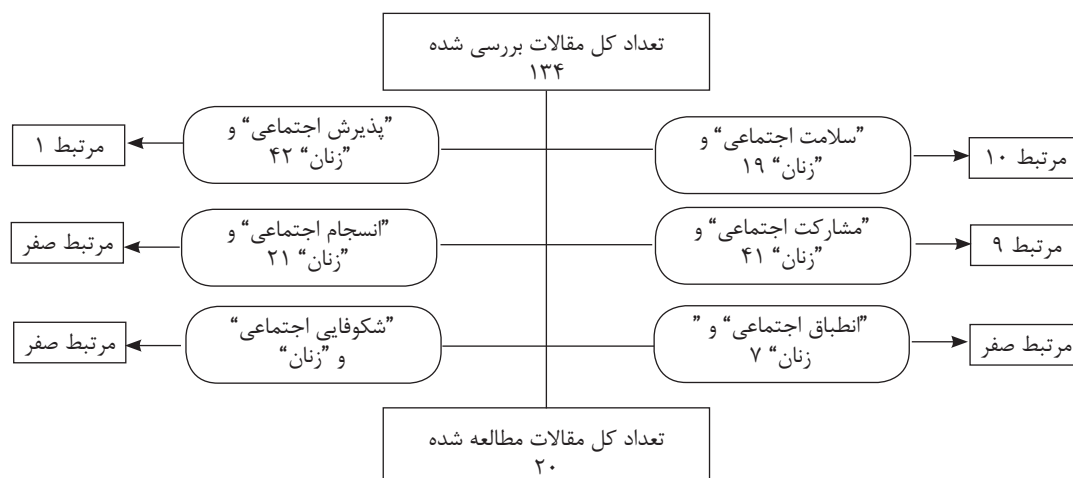 تعداد کل مقالات بررسی شده
۱۳۴
”سلامت اجتماعی“ و
”زنان“ ۱۹
مرتبط ۱۰
”پذیرش اجتماعی“ و
”زنان“ ۴۲
مرتبط ۱
”مشارکت اجتماعی“ و
”زنان“ ۴۱
مرتبط ۹
”انسجام اجتماعی“ و
”زنان“ ۲۱
مرتبط صفر
”انطباق اجتماعی“ و ”
زنان“ ۷
مرتبط صفر
”شکوفایی اجتماعی“
و ”زنان“
مرتبط صفر
تعداد کل مقالات مطالعه شده
۲۰